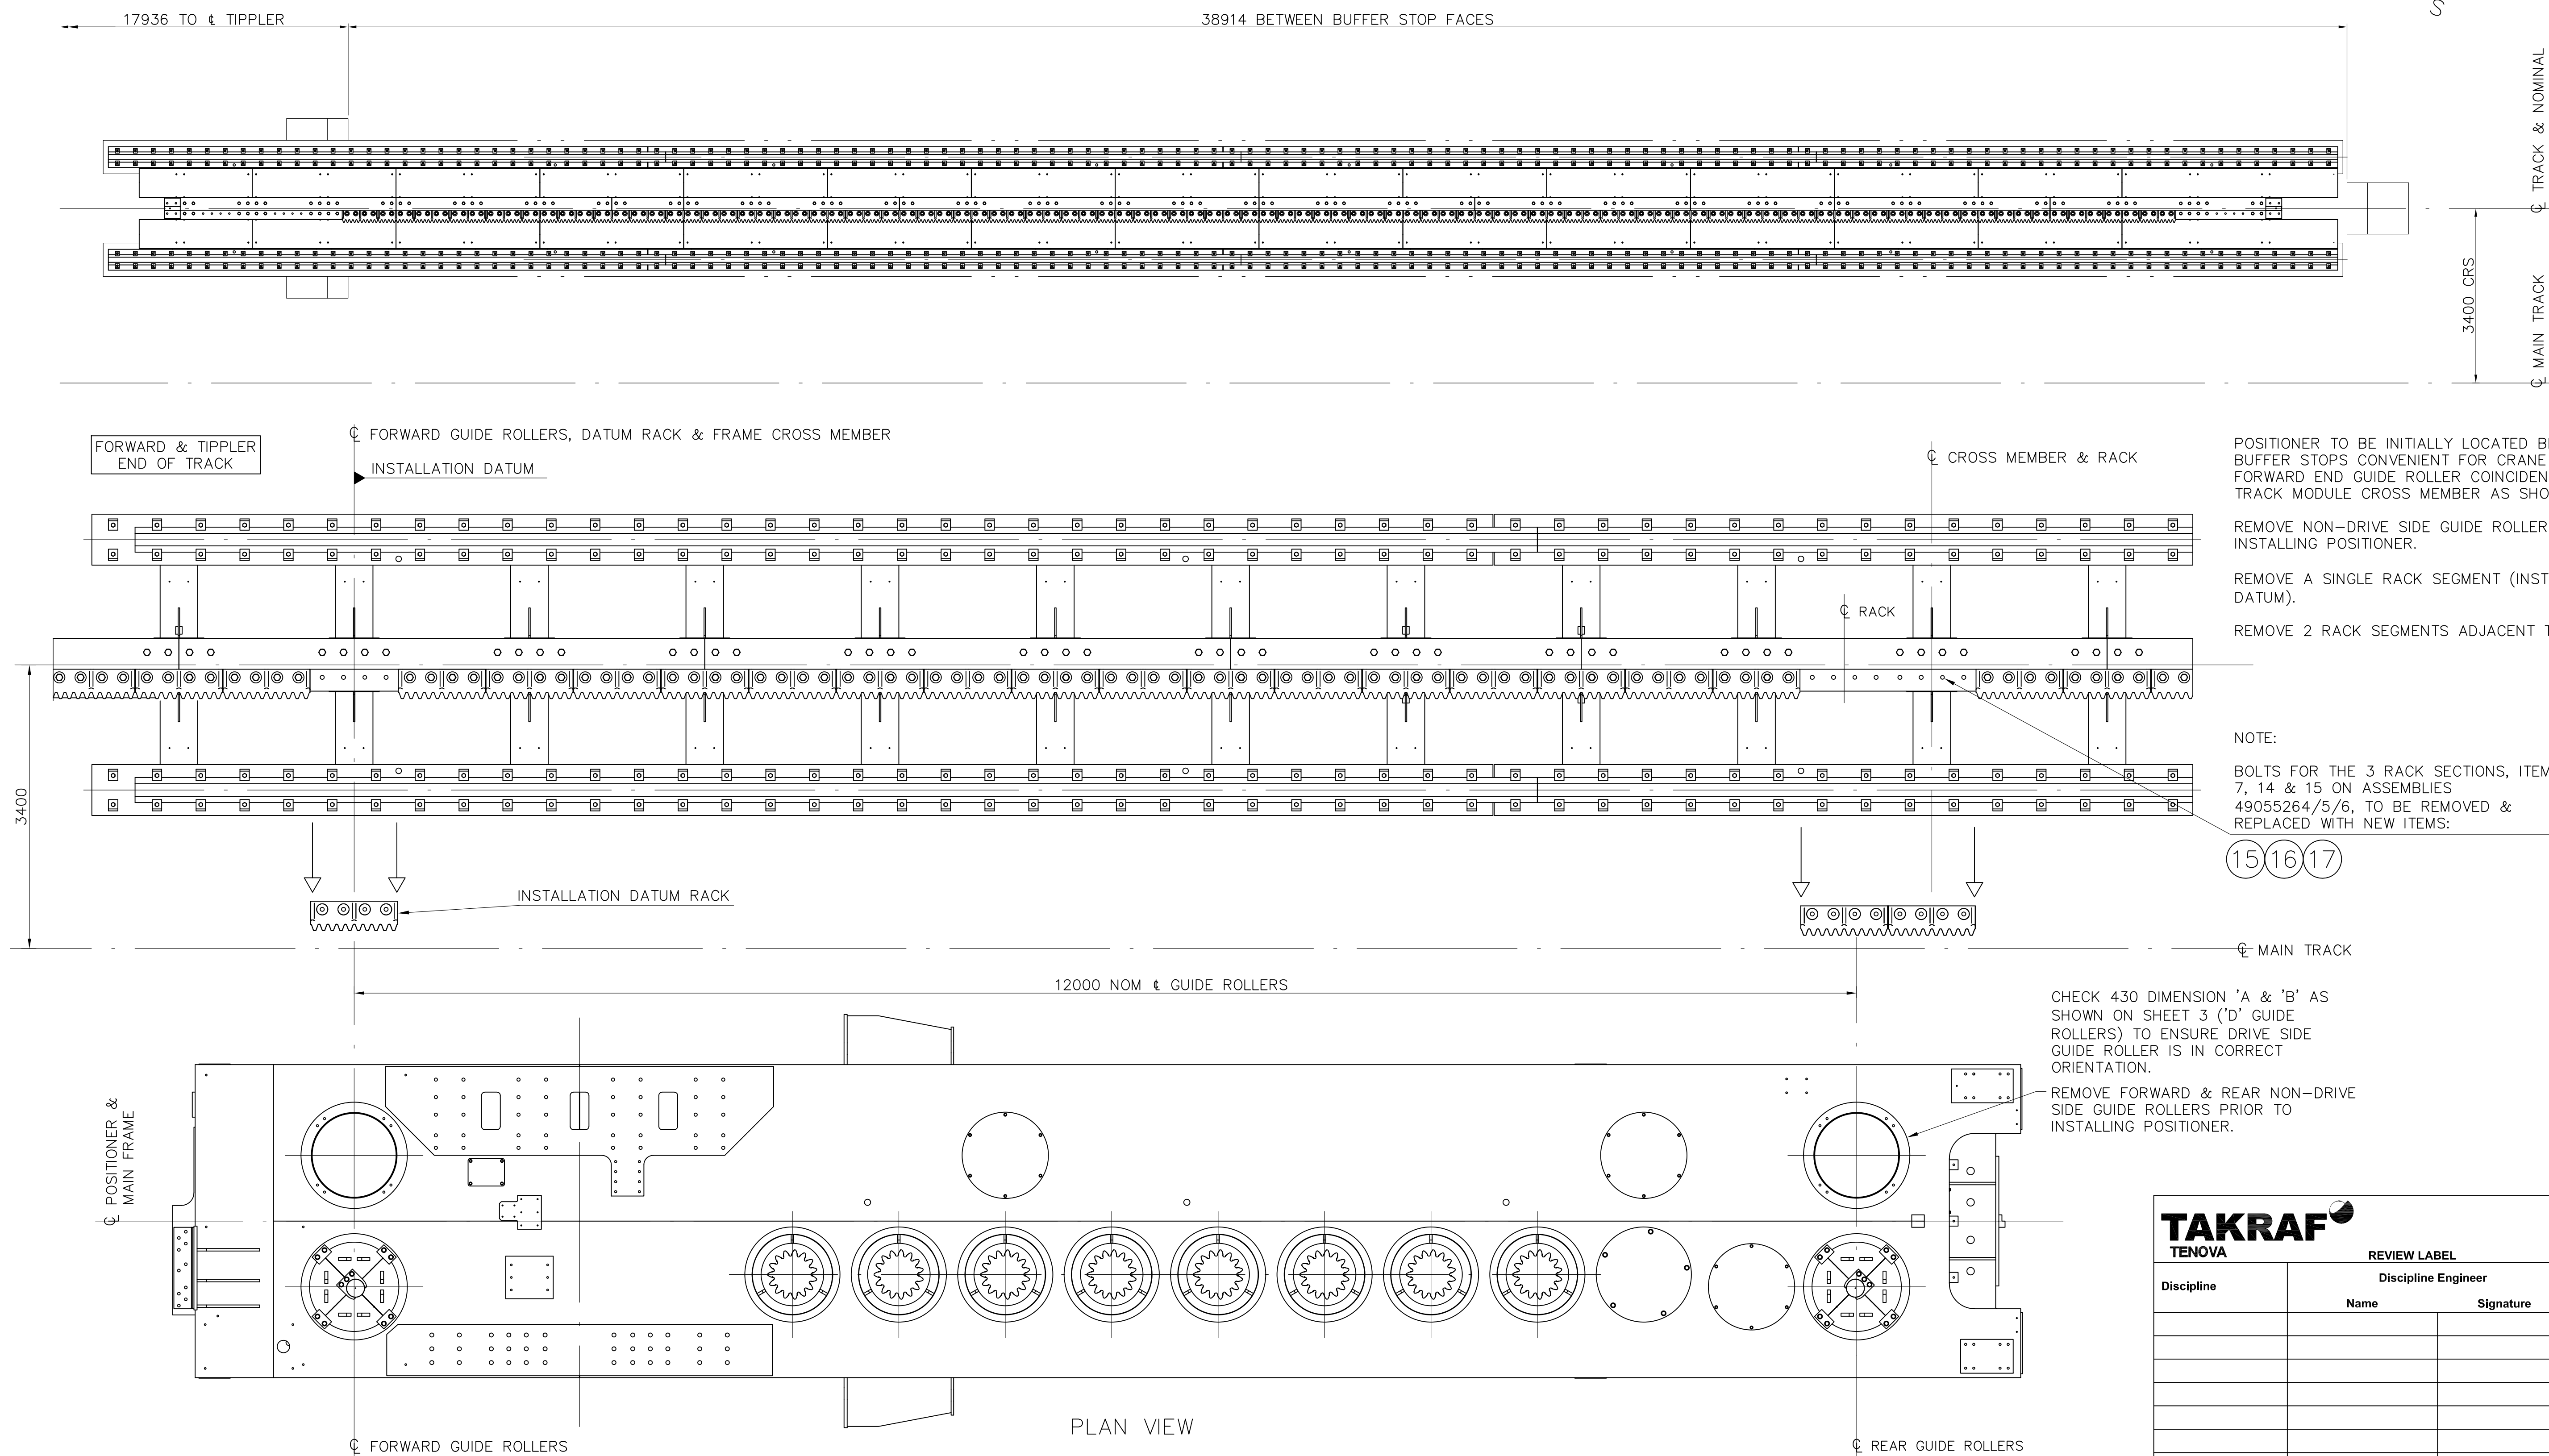 17936 TO ℄ TIPPLER
38914 BETWEEN BUFFER STOP FACES
S
℄ TRACK & NOMINAL
3400 CRS
℄ MAIN TRACK
FORWARD & TIPPLER
END OF TRACK
℄ FORWARD GUIDE ROLLERS, DATUM RACK & FRAME CROSS MEMBER
INSTALLATION DATUM
℄ CROSS MEMBER & RACK
℄ RACK
POSITIONER TO BE INITIALLY LOCATED
BUFFER STOPS CONVENIENT FOR CRANE
FORWARD END GUIDE ROLLER
TRACK MODULE CROSS MEMBER AS
REMOVE NON-DRIVE SIDE GUIDE ROLLER
INSTALLING POSITIONER.
REMOVE A SINGLE RACK SEGMENT
DATUM).
REMOVE 2 RACK SEGMENTS ADJACENT
NOTE:
BOLTS FOR THE 3 RACK SECTIONS, ITEM
7, 14 & 15 ON ASSEMBLIES
49055264/5/6, TO BE REMOVED &
REPLACED WITH NEW ITEMS:
15 16 17
3400
INSTALLATION DATUM RACK
℄ MAIN TRACK
12000 NOM ℄ GUIDE ROLLERS
CHECK 430 DIMENSION 'A & 'B' AS
SHOWN ON SHEET 3 ('D' GUIDE
ROLLERS) TO ENSURE DRIVE SIDE
GUIDE ROLLER IS IN CORRECT
ORIENTATION.
REMOVE FORWARD & REAR NON-DRIVE
SIDE GUIDE ROLLERS PRIOR TO
INSTALLING POSITIONER.
℄ POSITIONER &
MAIN FRAME
PLAN VIEW
℄ FORWARD GUIDE ROLLERS
℄ REAR GUIDE ROLLERS
TAKRAF
TENOVA
REVIEW LABEL
Discipline
Discipline Engineer
Name
Signature